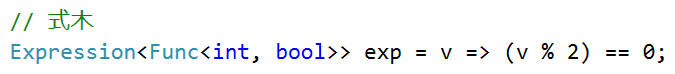 // 式木
Expression<Func<int, bool>> exp = v => (v % 2) == 0;